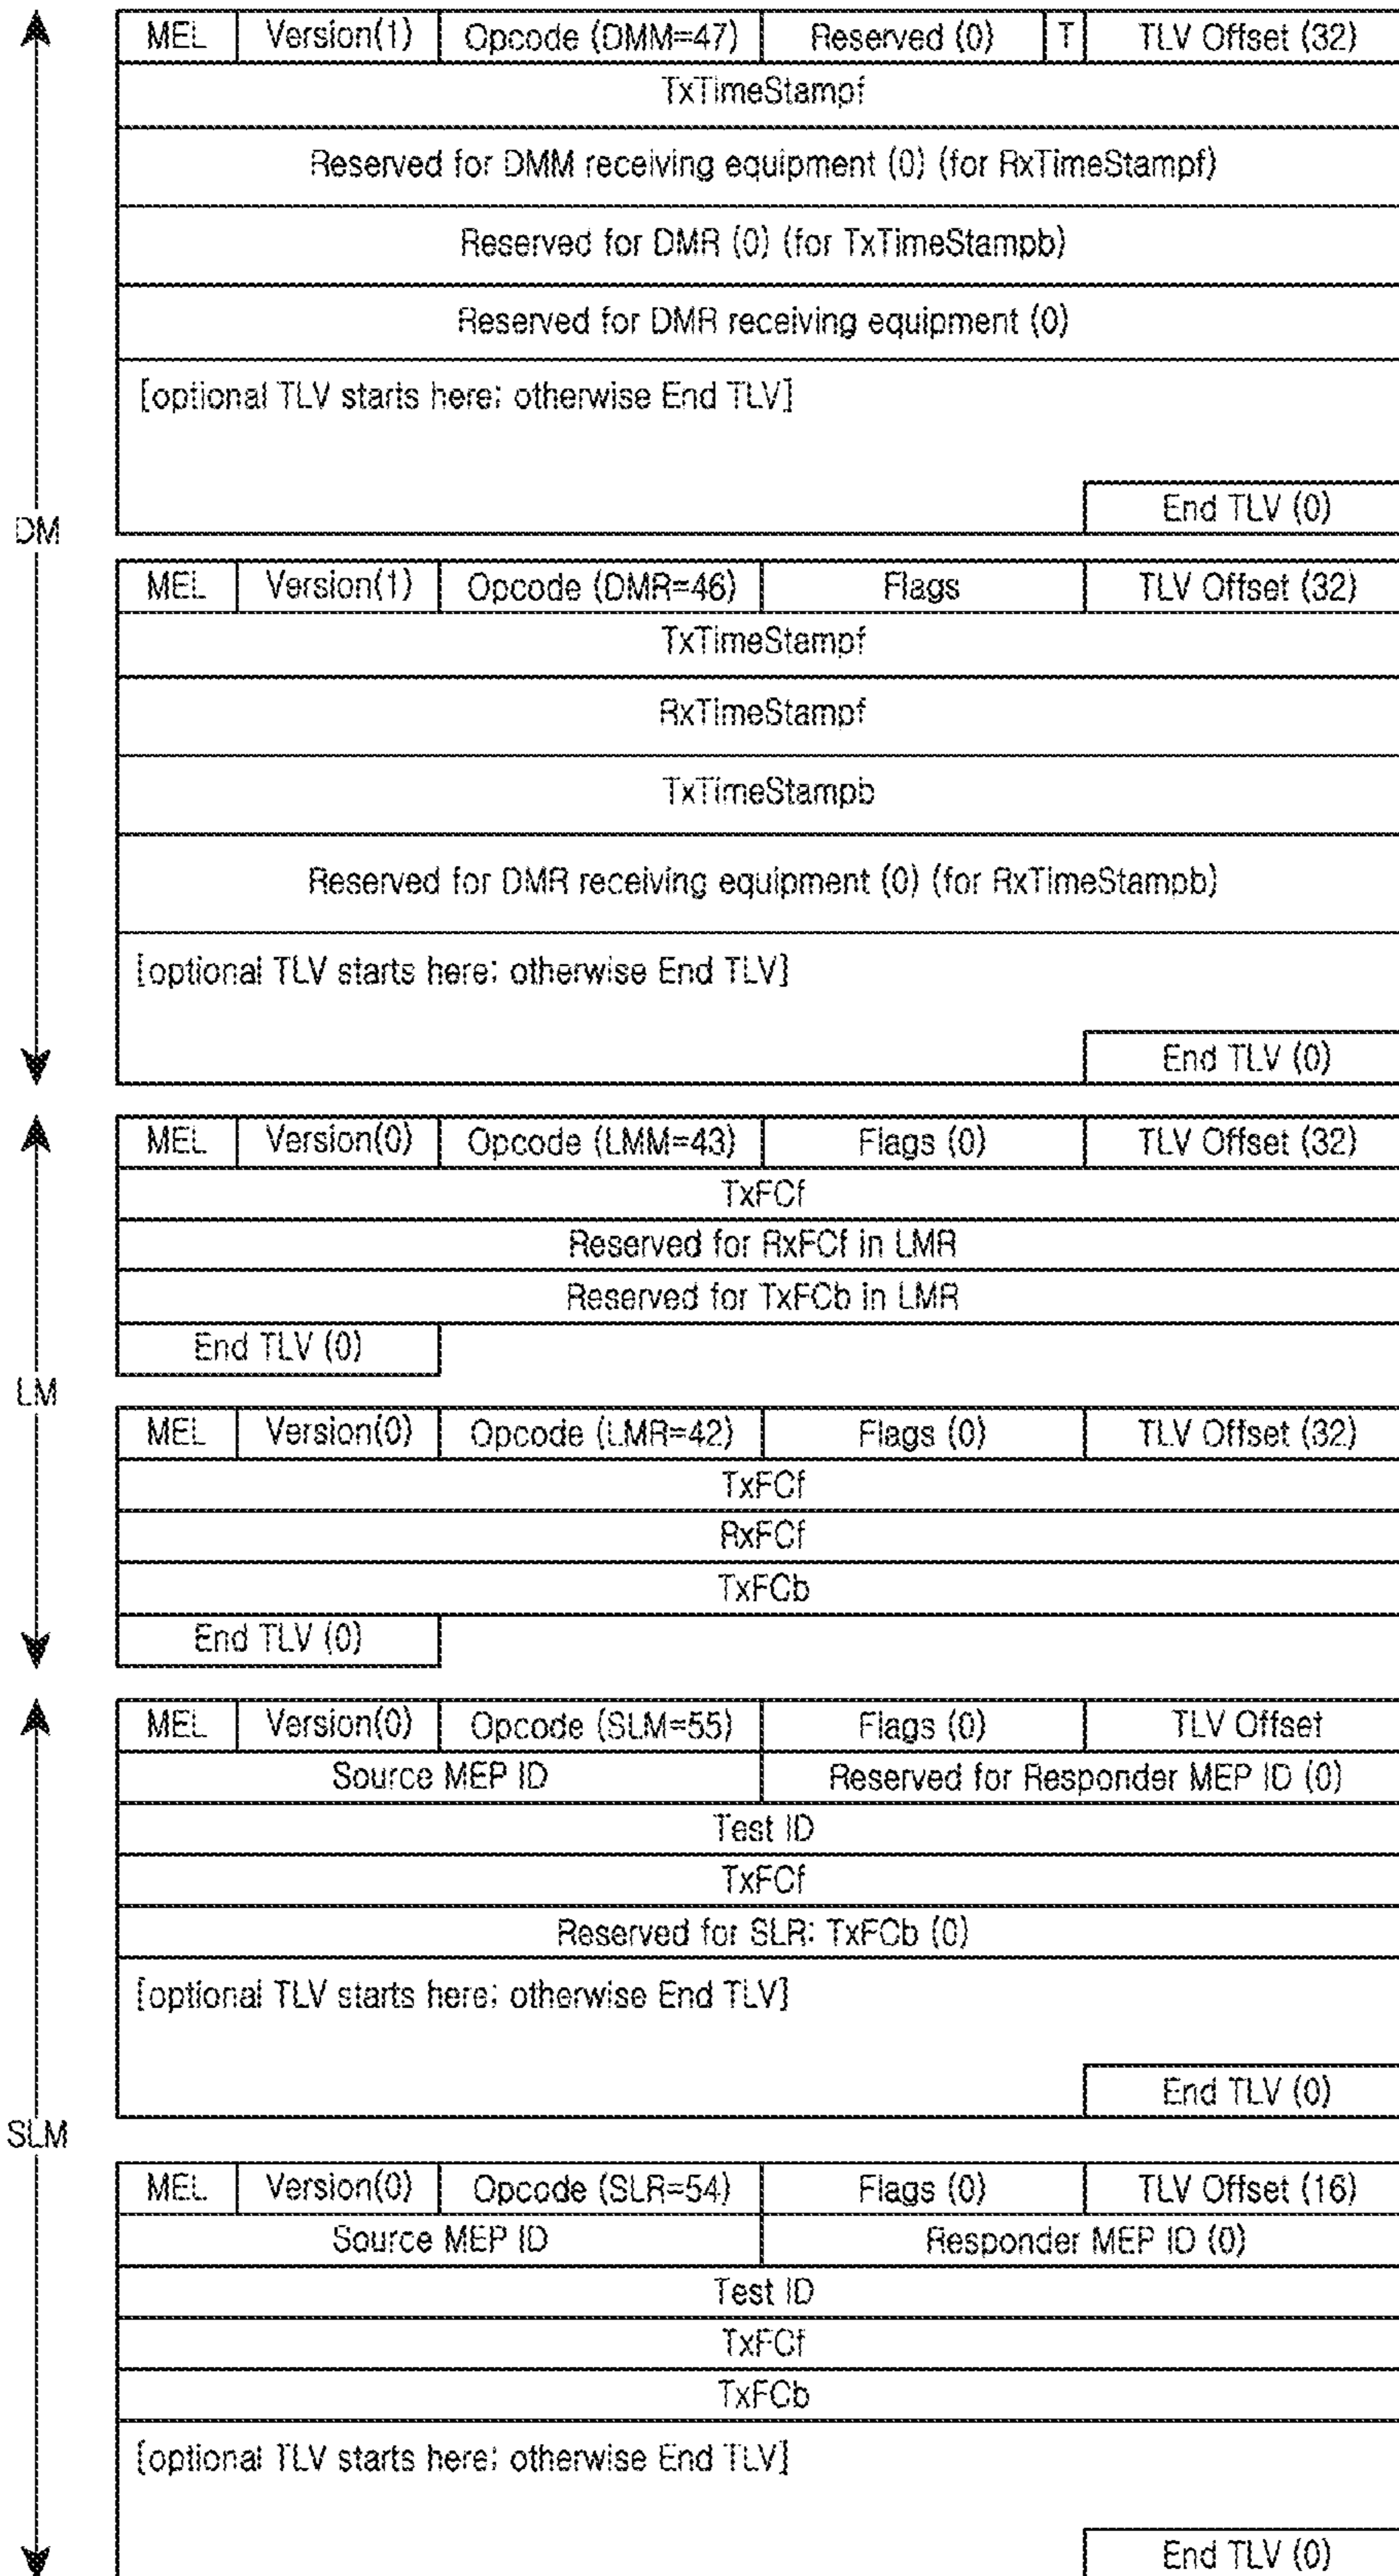 MEL Version(1) Opcode (DMM=47) Reserved (0) T TLV Offset (32)
TxTimeStampf
Reserved for DMM receiving equipment (0) (for RxTimeStampf)
Reserved for DMR (0) (for TxTimeStampb)
Reserved for DMR receiving equipment (0)
[optional TLV starts here; otherwise End TLV]
End TLV (0)
DM
MEL Version(1) Opcode (DMR=46) Flags TLV Offset (32)
TxTimeStampf
RxTimeStampf
TxTimeStampb
Reserved for DMR receiving equipment (0) (for RxTimeStampb)
[optional TLV starts here; otherwise End TLV]
End TLV (0)
MEL Version(0) Opcode (LMM=43) Flags (0) TLV Offset (32)
TxFCf
Reserved for RxFCf in LMR
Reserved for TxFCb in LMR
End TLV (0)
LM
MEL Version(0) Opcode (LMR=42) Flags (0) TLV Offset (32)
TxFCf
RxFCf
TxFCb
End TLV (0)
MEL Version(0) Opcode (SLM=55) Flags (0) TLV Offset
Source MEP ID Reserved for Responder MEP ID (0)
Test ID
TxFCf
Reserved for SLR: TxFCb (0)
[optional TLV starts here; otherwise End TLV]
End TLV (0)
SLM
MEL Version(0) Opcode (SLR=54) Flags (0) TLV Offset (16)
Source MEP ID Responder MEP ID (0)
Test ID
TxFCf
TxFCb
[optional TLV starts here; otherwise End TLV]
End TLV (0)